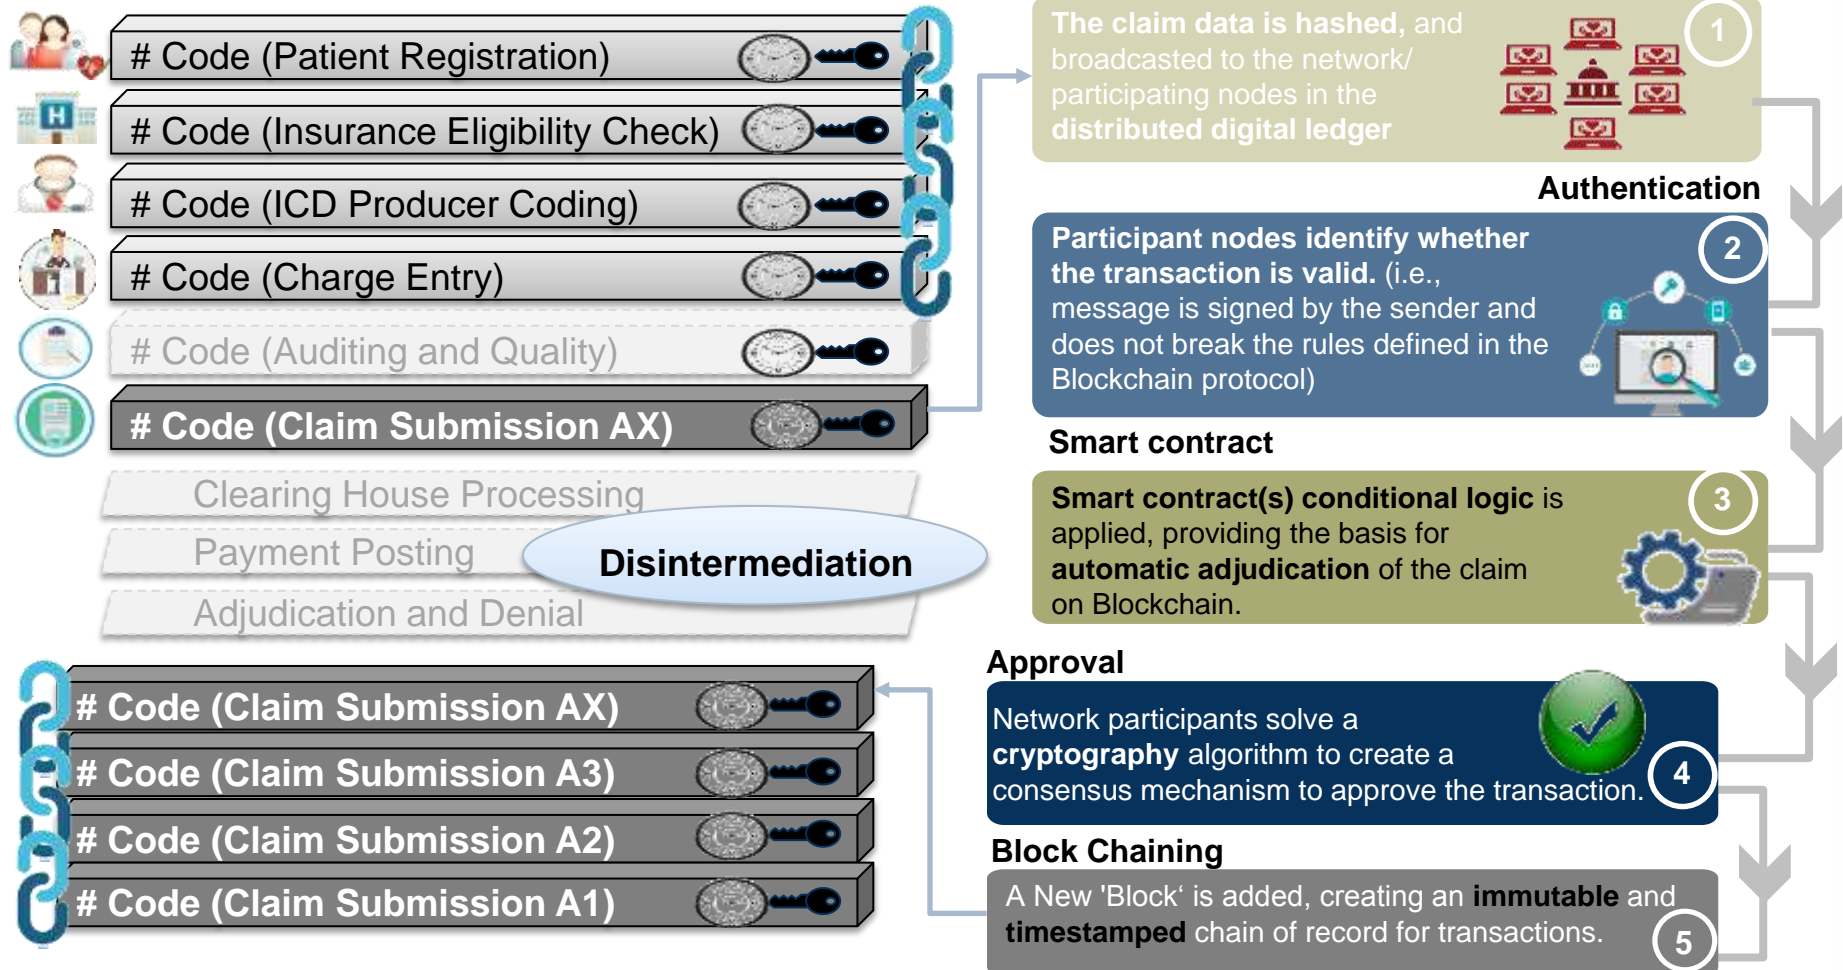 # Code (Patient Registration)
# Code (Insurance Eligibility Check)
# Code (ICD Producer Coding)
# Code (Charge Entry)
# Code (Auditing and Quality)
# Code (Claim Submission AX)
Clearing House Processing
Payment Posting
Adjudication and Denial
Disintermediation
# Code (Claim Submission AX)
# Code (Claim Submission A3)
# Code (Claim Submission A2)
# Code (Claim Submission A1)
The claim data is hashed, and
broadcasted to the network/
participating nodes in the
distributed digital ledger
1
Authentication
Participant nodes identify whether
the transaction is valid. (i.e.,
message is signed by the sender and
does not break the rules defined in the
Blockchain protocol)
2
Smart contract
Smart contract(s) conditional logic is
applied, providing the basis for
automatic adjudication of the claim
on Blockchain.
3
Approval
Network participants solve a
cryptography algorithm to create a
consensus mechanism to approve the transaction.
4
Block Chaining
A New 'Block‘ is added, creating an immutable and
timestamped chain of record for transactions.
5
H